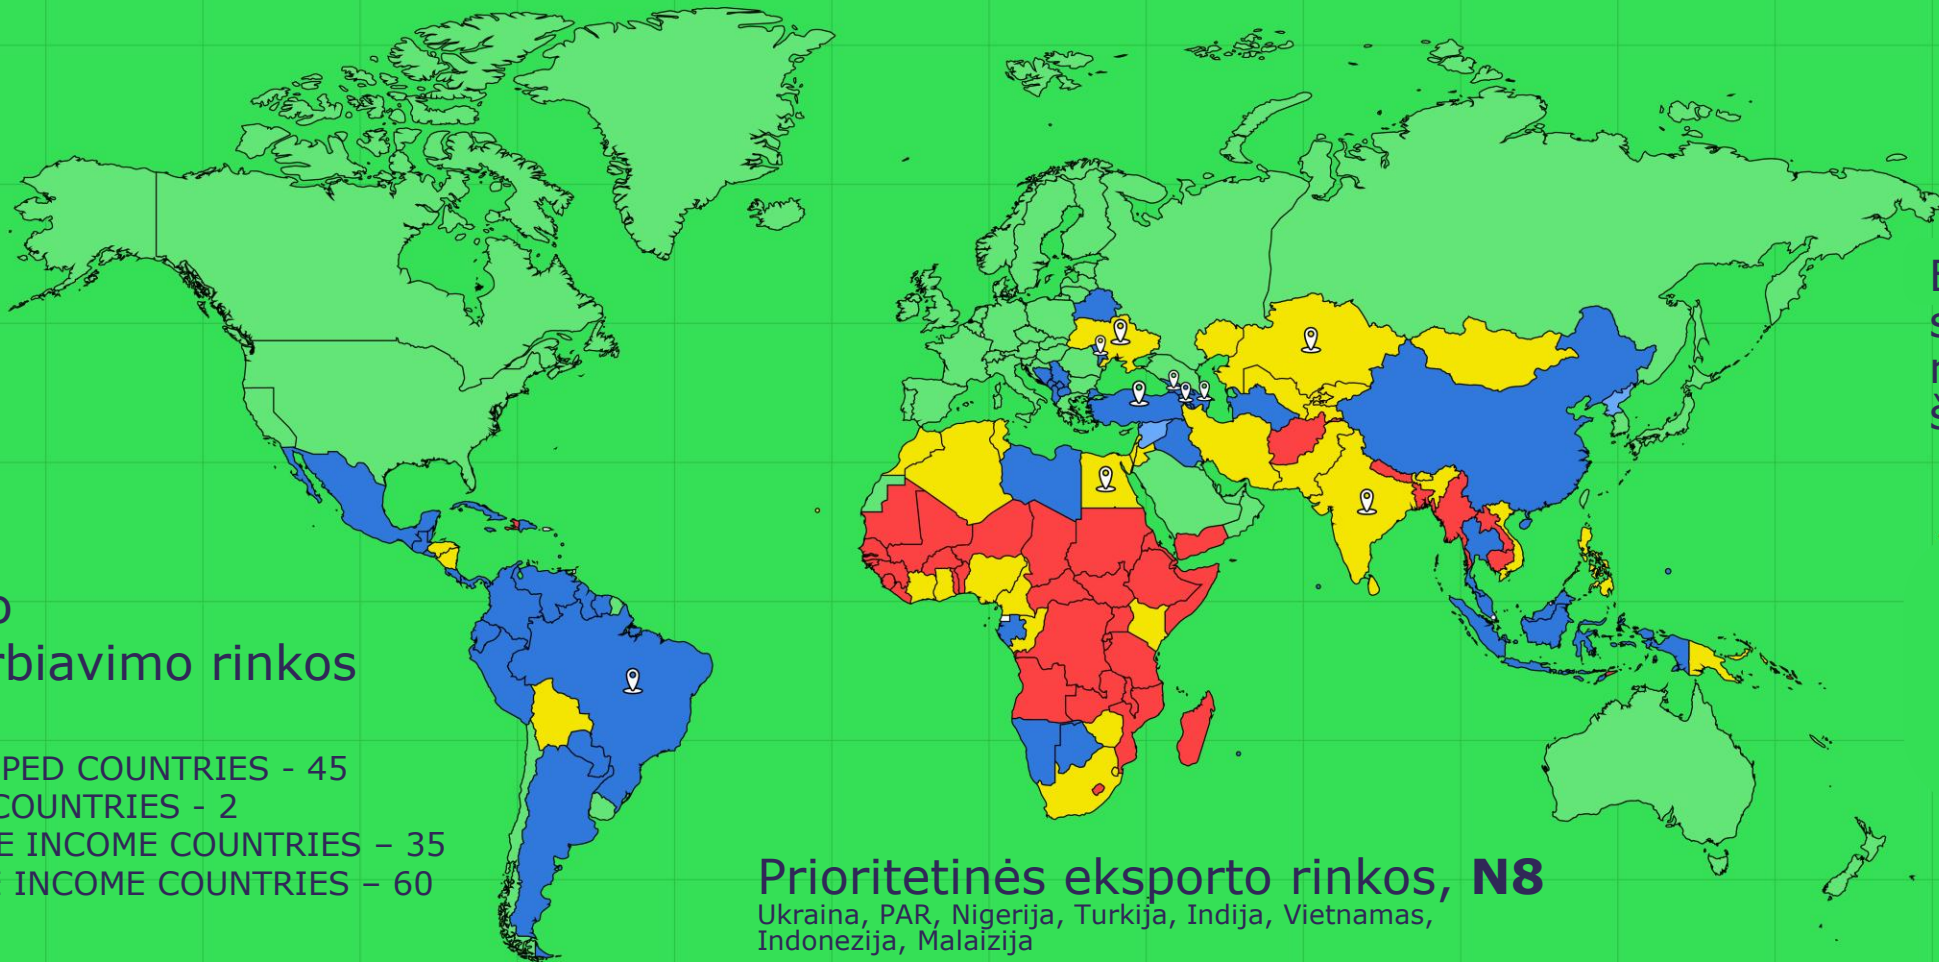 rbiavimo rinkos
PED COUNTRIES - 45
COUNTRIES - 2
E INCOME COUNTRIES – 35
INCOME COUNTRIES – 60
Prioritetinės eksporto rinkos, N8
Ukraina, PAR, Nigerija, Turkija, Indija, Vietnamas,
Indonezija, Malaizija